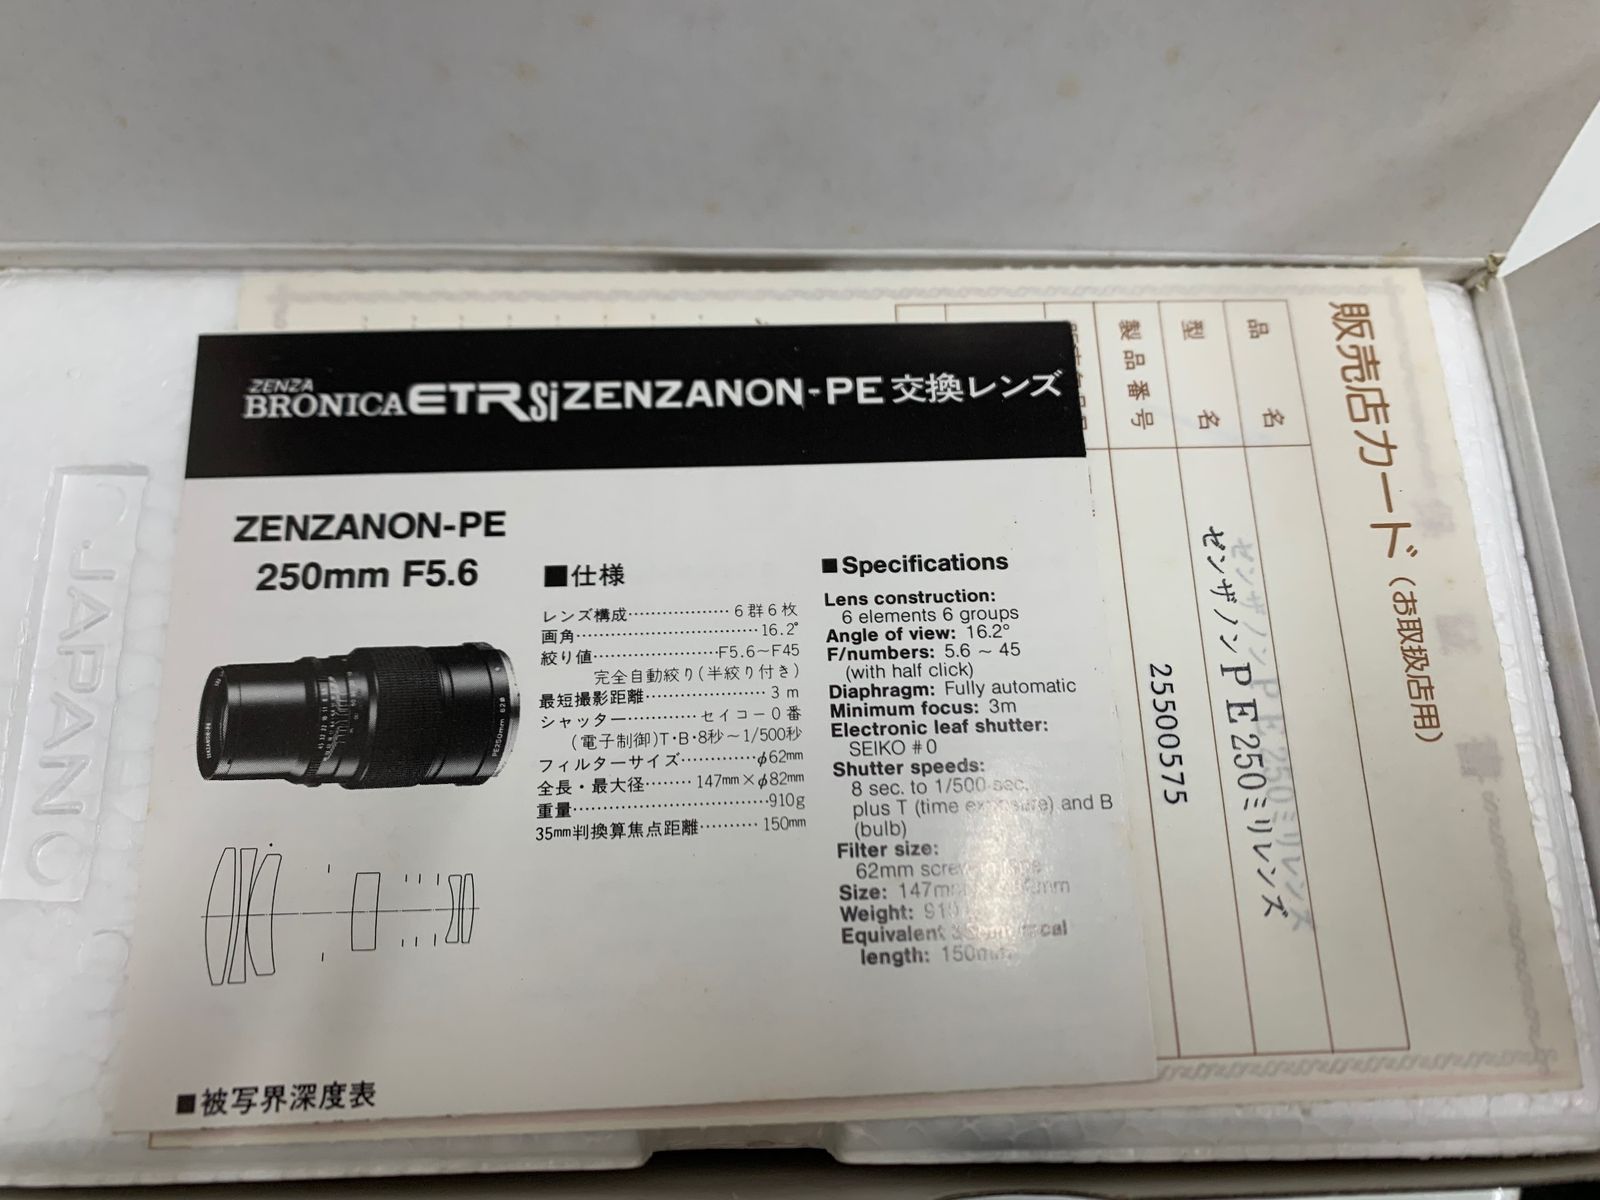 ZENZA
BRONICA ETRSi ZENZANON-PE 交換レンズ
ZENZANON-PE
250mm F5.6
■仕様
レンズ構成………………6群6枚
画角……………………………16.2°
絞り値……………………F5.6～F45
完全自動絞り(半絞り付き)
最短撮影距離…………………3m
シャッター…………セイコー0番
(電子制御)T・B・8秒～1/500秒
フィルターサイズ…………φ62mm
全長・最大径………147mm×φ82mm
重量………………………………910g
35mm判換算焦点距離………150mm
■Specifications
Lens construction:
6 elements 6 groups
Angle of view: 16.2°
F/numbers: 5.6 ~ 45
(with half click)
Diaphragm: Fully automatic
Minimum focus: 3m
Electronic leaf shutter:
SEIKO #0
Shutter speeds:
8 sec. to 1/500 sec.
plus T (time exposure) and B
(bulb)
Filter size:
62mm
Size:
Weight:
Equivalent
length: 150mm
■被写界深度表
販売店カード(お取扱店用)
品名
型名
ゼンザノンPE250ミリレンズ
製品番号
25500575
JAPAN